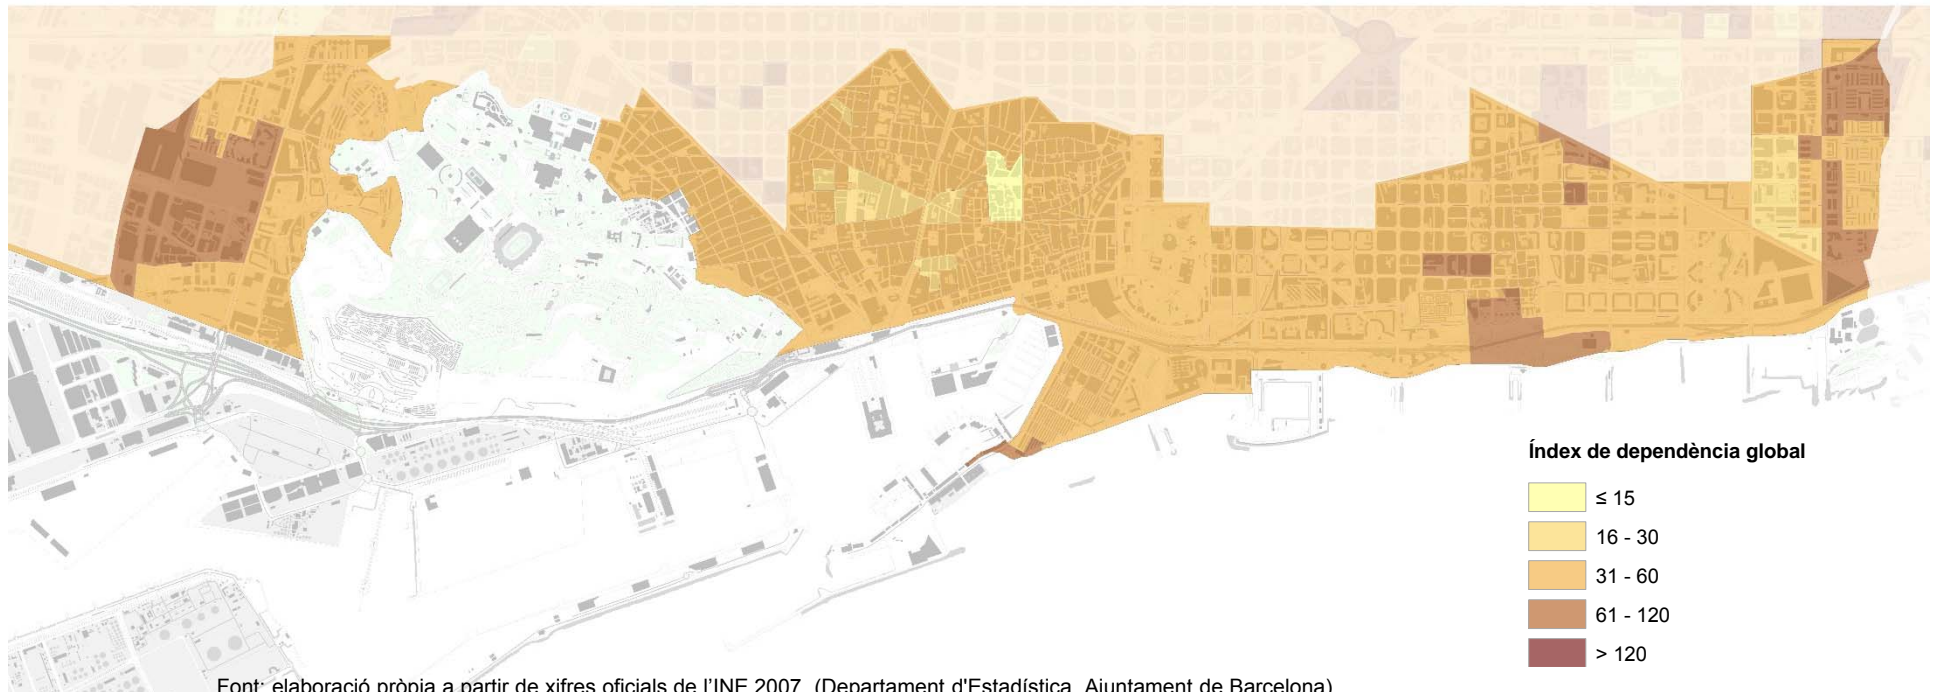 Índex de dependència global
≤ 15
16 - 30
31 - 60
61 - 120
> 120
Font: elaboració pròpia a partir de xifres oficials de l'INE 2007. (Departament d'Estadística. Ajuntament de Barcelona)